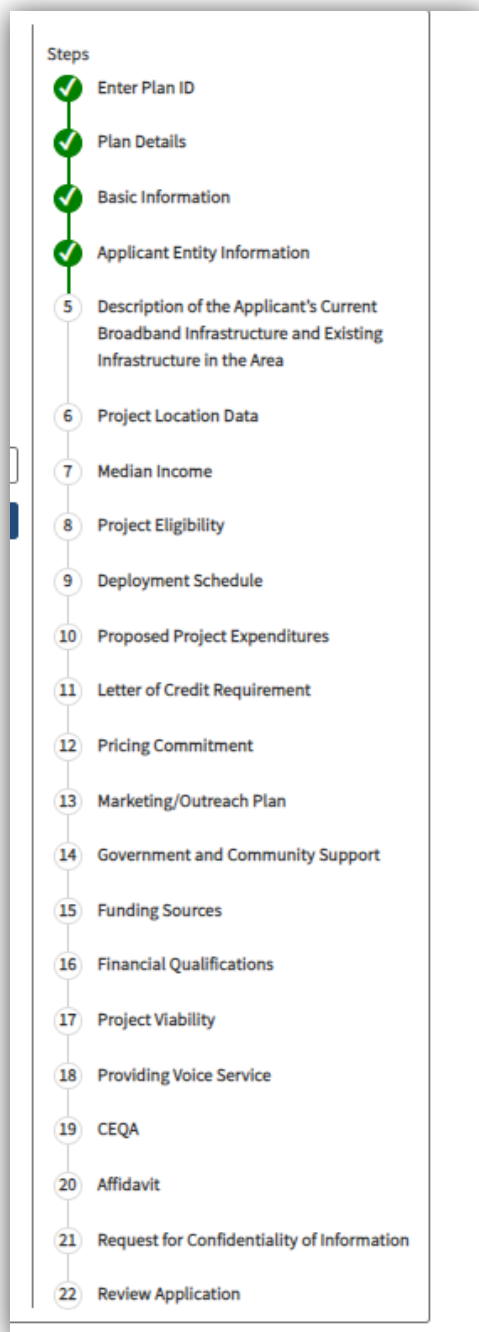 Steps
Enter Plan ID
Plan Details
Basic Information
Applicant Entity Information
5 Description of the Applicant's Current
Broadband Infrastructure and Existing
Infrastructure in the Area
6 Project Location Data
7 Median Income
8 Project Eligibility
9 Deployment Schedule
10 Proposed Project Expenditures
11 Letter of Credit Requirement
12 Pricing Commitment
13 Marketing/Outreach Plan
14 Government and Community Support
15 Funding Sources
16 Financial Qualifications
17 Project Viability
18 Providing Voice Service
19 CEQA
20 Affidavit
21 Request for Confidentiality of Information
22 Review Application